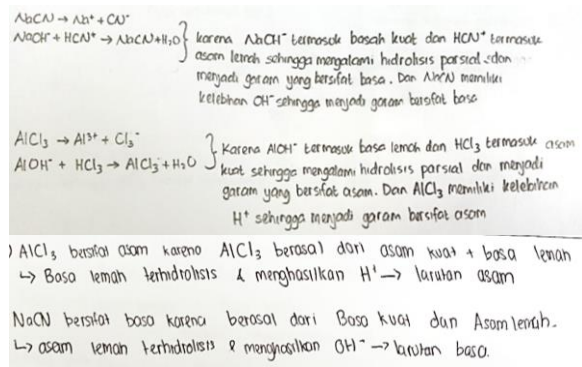 NaCN → Na⁺ + CN⁻
NaOH⁻ + HCN⁺ → NaCN + H₂O } karena NaOH⁻ termasuk basah kuat dan HCN⁺ termasuk
asam lemah sehingga mengalami hidrolisis parsial dan
menjadi garam yang bersifat basa. Dan NaCN memiliki
kelebihan OH⁻ sehingga menjadi garam bersifat basa
AlCl₃ → Al³⁺ + Cl₃⁻
AlOH⁻ + HCl₃ → AlCl₃ + H₂O } Karena AlOH⁻ termasuk basa lemah dan HCl₃ termasuk asam
kuat sehingga mengalami hidrolisis parsial dan menjadi
garam yang bersifat asam. Dan AlCl₃ memiliki kelebihan
H⁺ sehingga menjadi garam bersifat asam
) AlCl₃ bersifat asam karena AlCl₃ berasal dari asam kuat + basa lemah
↳ Basa lemah terhidrolisis & menghasilkan H⁺ → larutan asam
NaCN bersifat basa karena berasal dari Basa kuat dan Asam lemah.
↳ asam lemah terhidrolisis & menghasilkan OH⁻ → larutan basa.